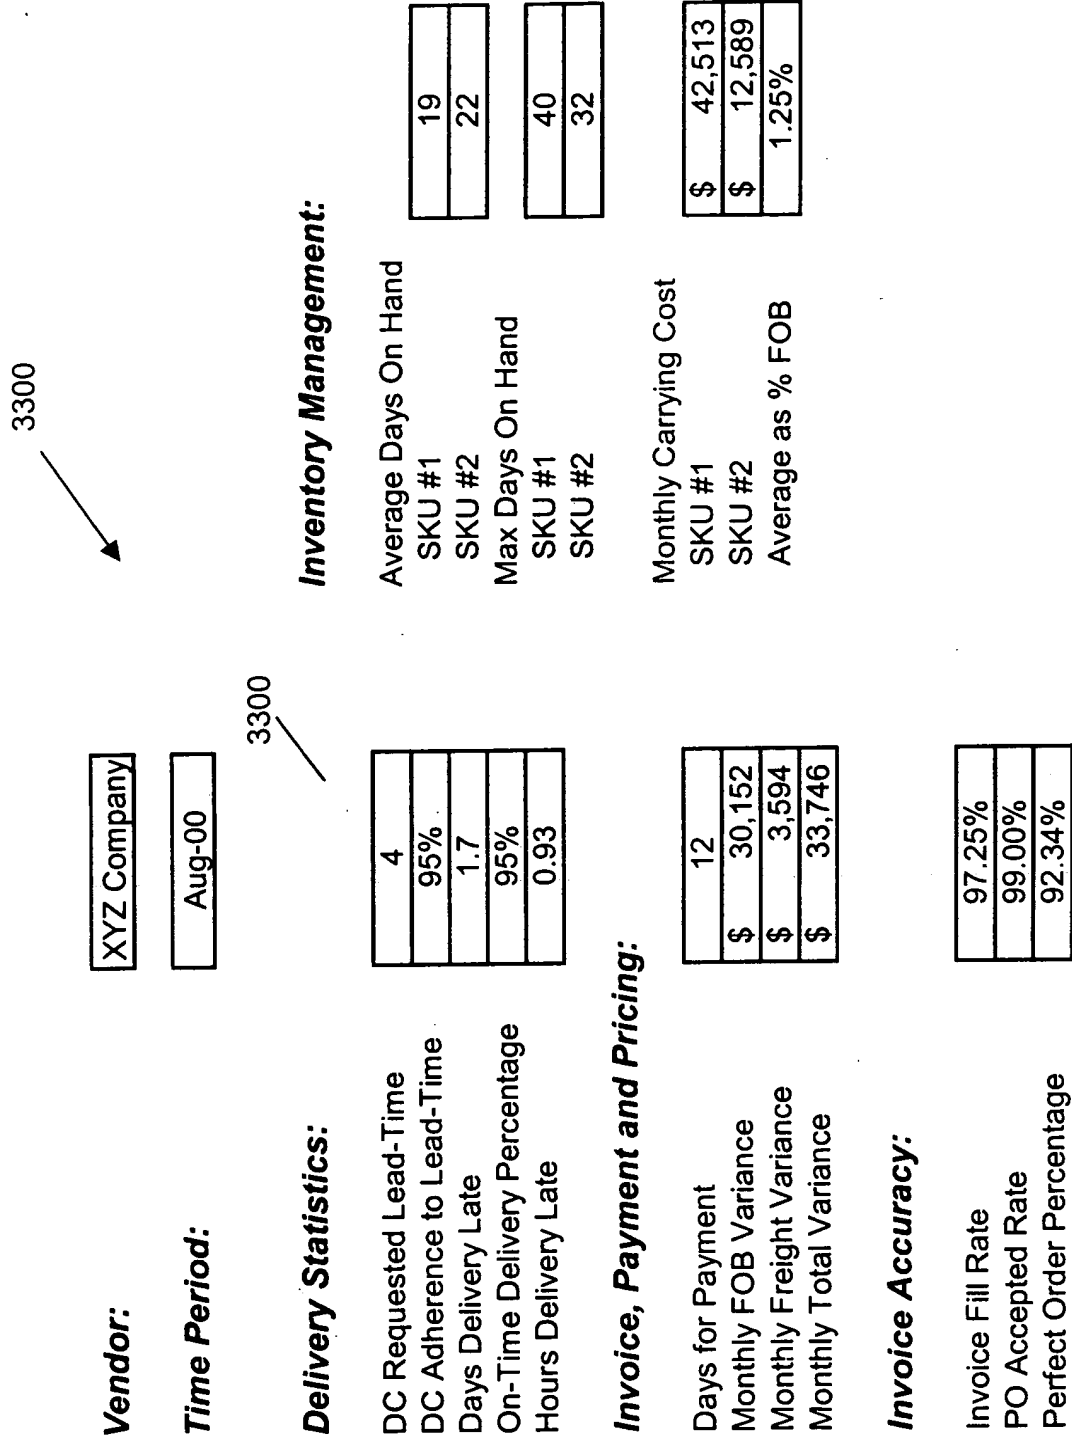 3300
Vendor: XYZ Company
Time Period: Aug-00
3300
Delivery Statistics:
DC Requested Lead-Time 4
DC Adherence to Lead-Time 95%
Days Delivery Late 1.7
On-Time Delivery Percentage 95%
Hours Delivery Late 0.93
Invoice, Payment and Pricing:
Days for Payment 12
Monthly FOB Variance $ 30,152
Monthly Freight Variance $ 3,594
Monthly Total Variance $ 33,746
Invoice Accuracy:
Invoice Fill Rate 97.25%
PO Accepted Rate 99.00%
Perfect Order Percentage 92.34%
Inventory Management:
Average Days On Hand
SKU #1 19
SKU #2 22
Max Days On Hand
SKU #1 40
SKU #2 32
Monthly Carrying Cost
SKU #1 $ 42,513
SKU #2 $ 12,589
Average as % FOB 1.25%